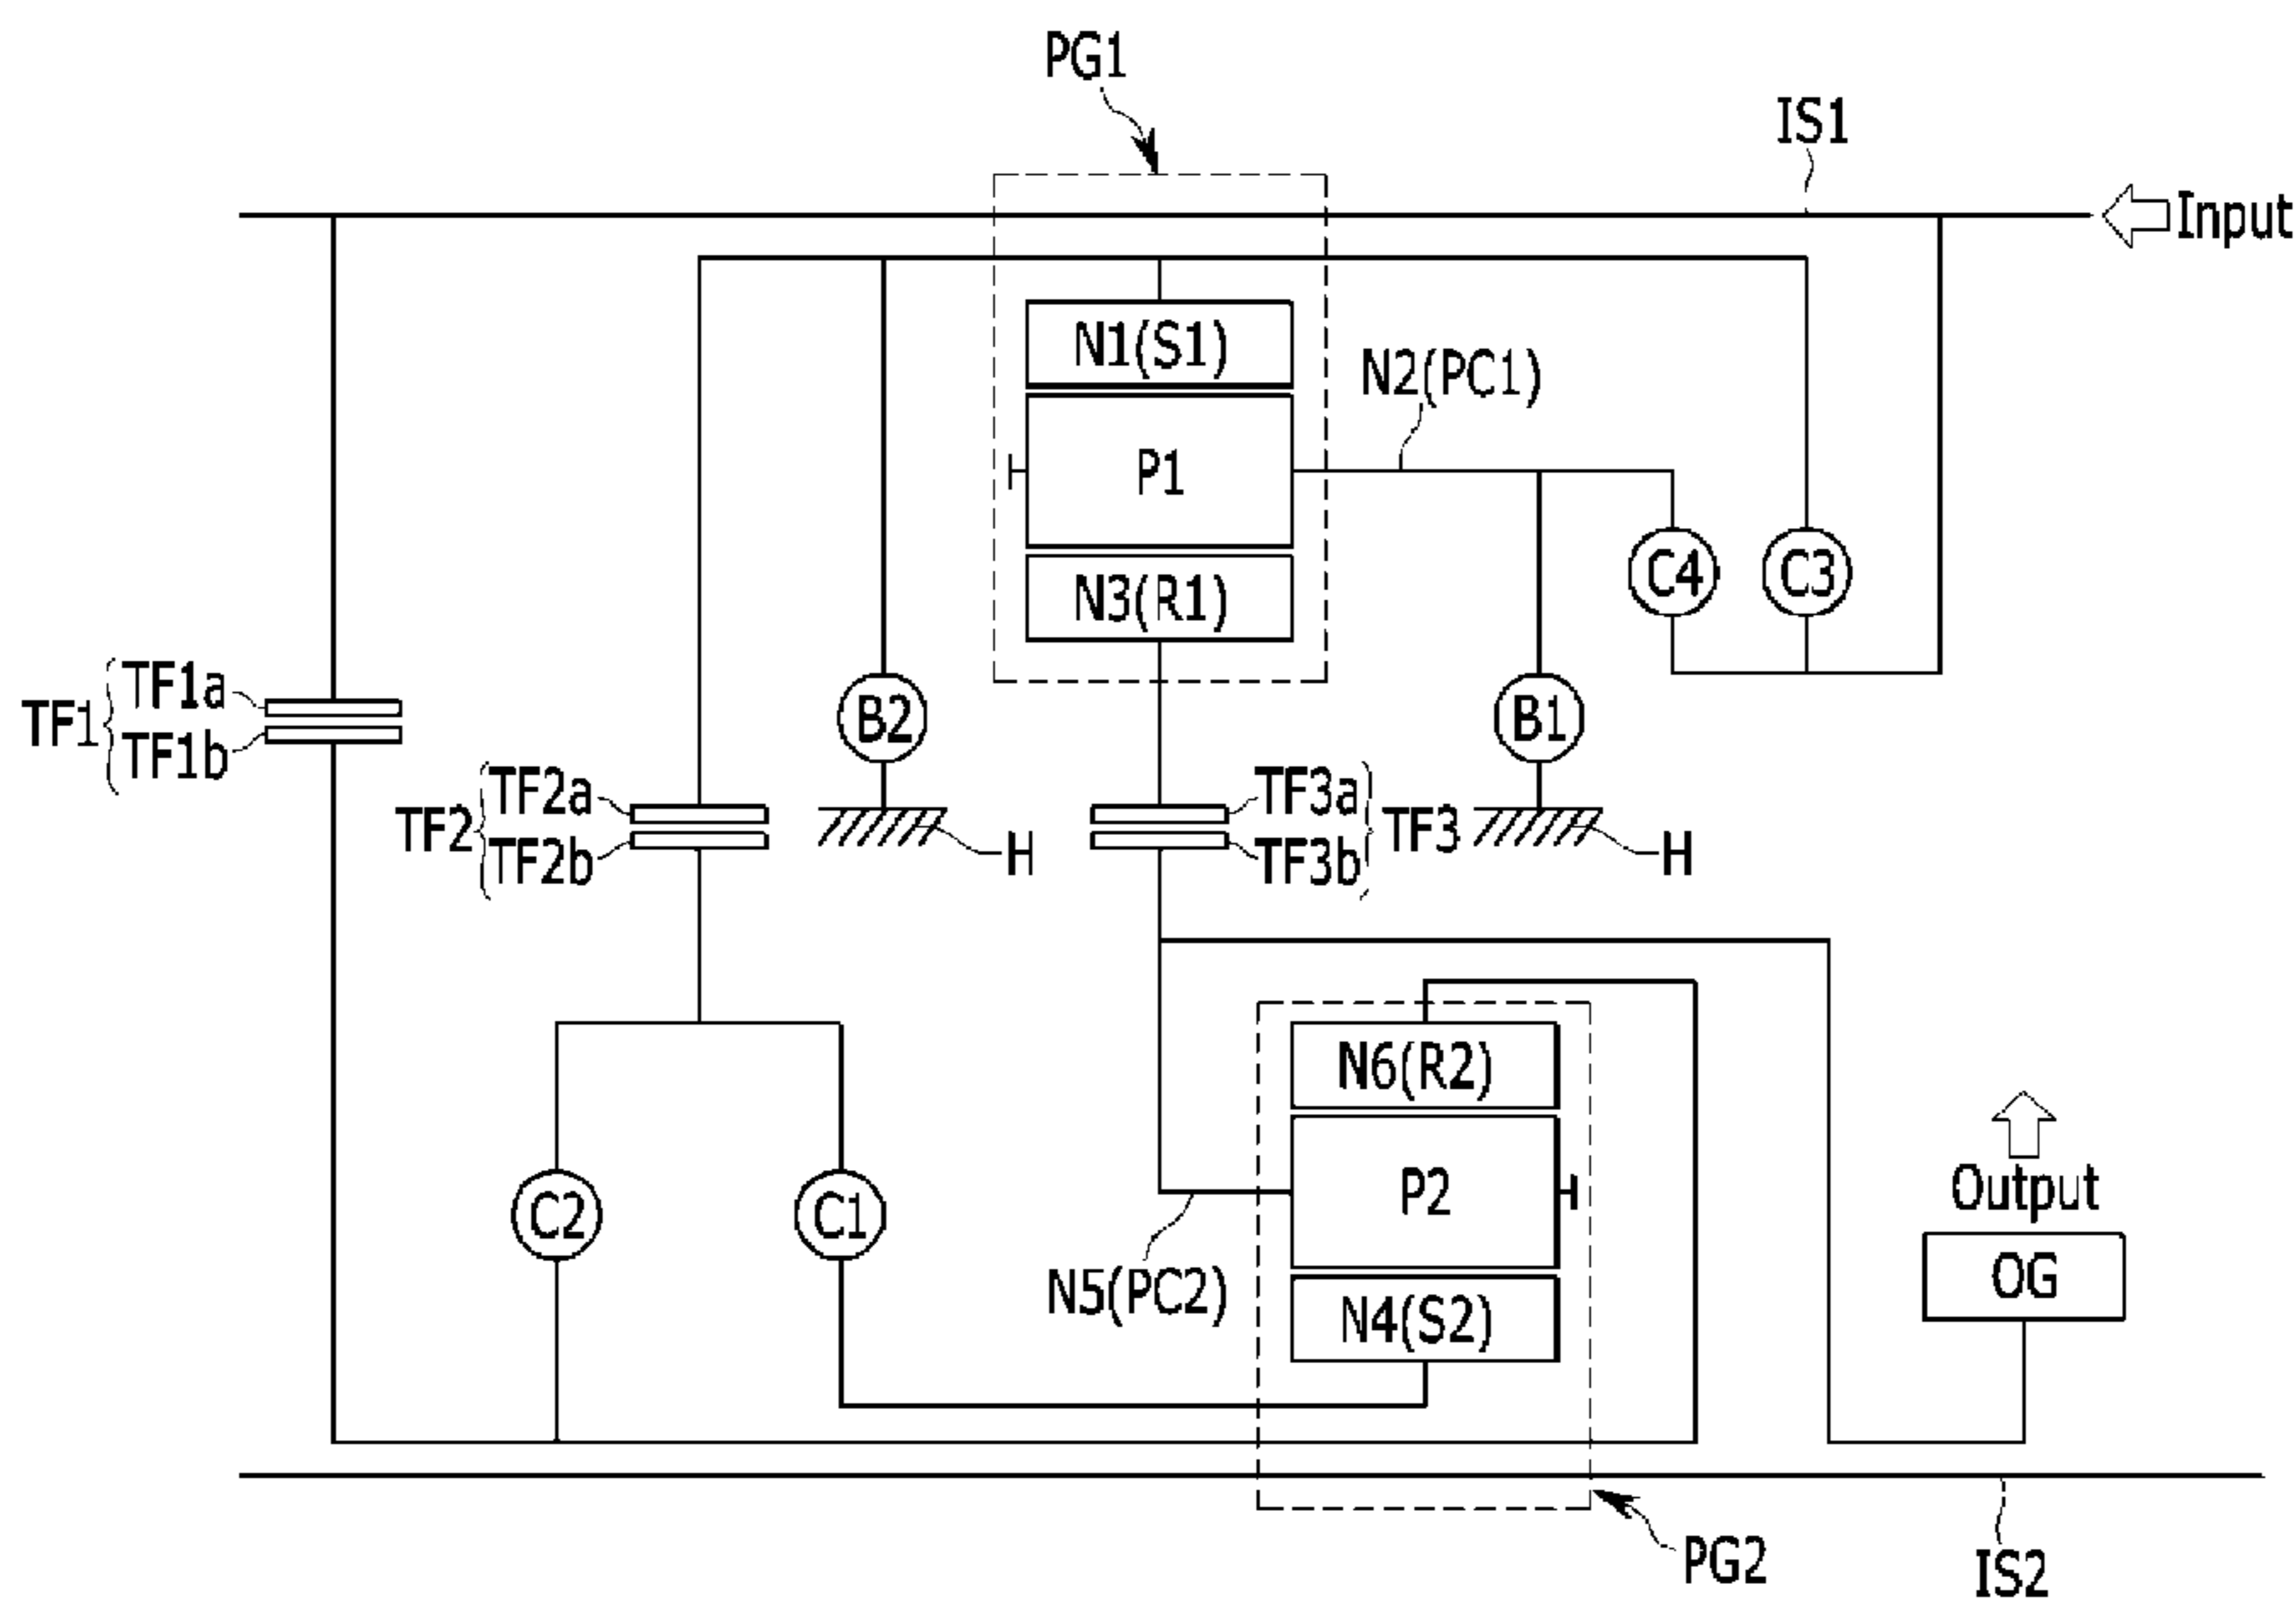 PG1
IS1
Input
N1(S1)
N2(PC1)
P1
C4
C3
N3(R1)
TF1
TF1a
TF1b
B2
B1
TF2
TF2a
TF2b
H
TF3a
TF3b
TF3
H
N6(R2)
P2
Output
C2
C1
N5(PC2)
OG
N4(S2)
PG2
IS2